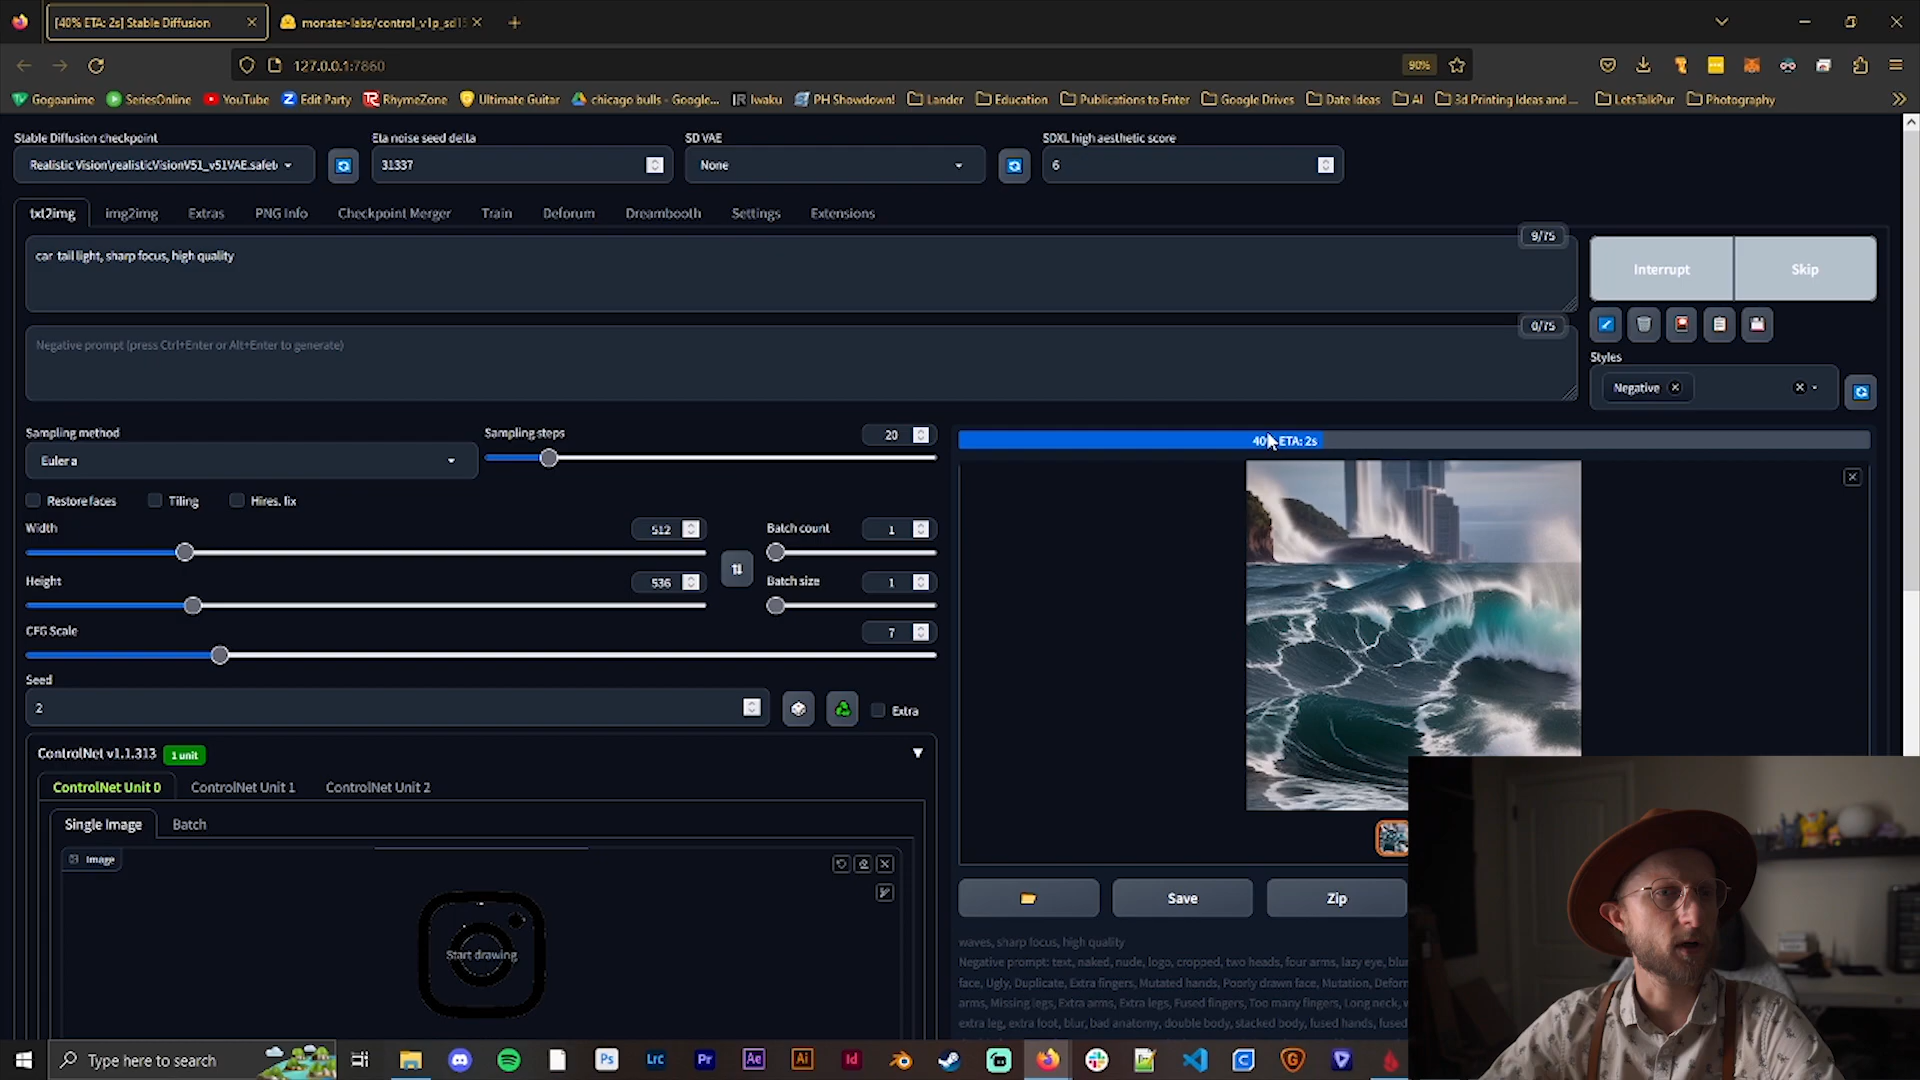 [40% ETA: 2s] Stable Diffusion
monster-labs/control_v1p_sd15
127.0.0.1:7860
90%
Gogoanime
SeriesOnline
YouTube
Edit Party
RhymeZone
Ultimate Guitar
chicago bulls - Google...
Iwaku
PH Showdown!
Lander
Education
Publications to Enter
Google Drives
Date Ideas
AI
3d Printing Ideas and ...
LetsTalkPur
Photography
Stable Diffusion checkpoint
Eta noise seed delta
SD VAE
SDXL high aesthetic score
Realistic Vision\realisticVisionV51_v51VAE.safet
31337
None
6
txt2img
img2img
Extras
PNG Info
Checkpoint Merger
Train
Deforum
Dreambooth
Settings
Extensions
9/75
car tail light, sharp focus, high quality
Interrupt
Skip
0/75
Negative prompt (press Ctrl+Enter or Alt+Enter to generate)
Styles
Negative
Sampling method
Sampling steps
20
Euler a
40% ETA: 2s
Restore faces
Tiling
Hires. fix
Width
512
Batch count
1
Height
536
Batch size
1
CFG Scale
7
Seed
2
Extra
ControlNet v1.1.313
1 unit
ControlNet Unit 0
ControlNet Unit 1
ControlNet Unit 2
Single Image
Batch
Image
Start drawing
Save
Zip
waves, sharp focus, high quality
Negative prompt: text, naked, nude, logo, cropped, two heads, four arms, lazy eye, blur
face, Ugly, Duplicate, Extra fingers, Mutated hands, Poorly drawn face, Mutation, Deform
arms, Missing legs, Extra arms, Extra legs, Fused fingers, Too many fingers, Long neck,
extra leg, extra foot, blur, bad anatomy, double body, stacked body, fused hands, fused
Type here to search
Ps
Lrc
Pr
Ae
Ai
Id